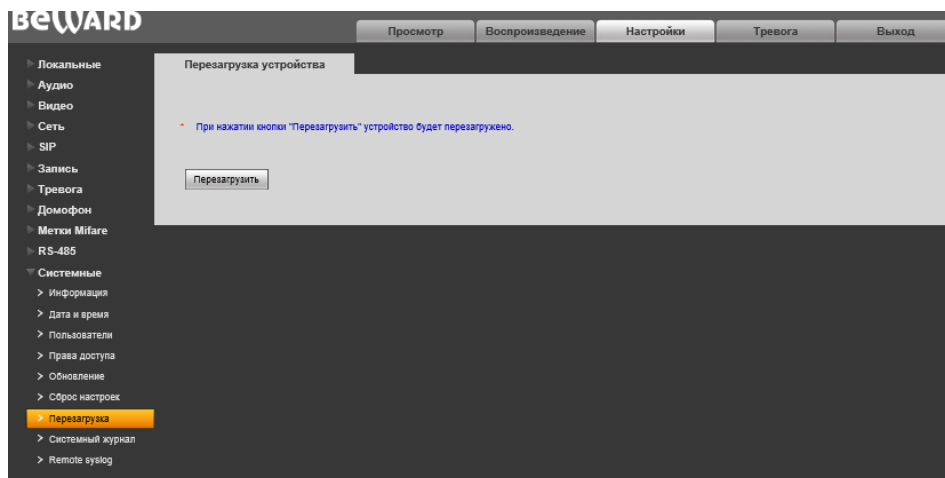 BEWARD
Просмотр Воспроизведение Настройки Тревога Выход
Локальные
Аудио
Видео
Сеть
SIP
Запись
Тревога
Домофон
Метки Mifare
RS-485
Системные
Информация
Дата и время
Пользователи
Права доступа
Обновление
Сброс настроек
Перезагрузка
Системный журнал
Remote syslog
Перезагрузка устройства
* При нажатии кнопки "Перезагрузить" устройство будет перезагружено.
Перезагрузить